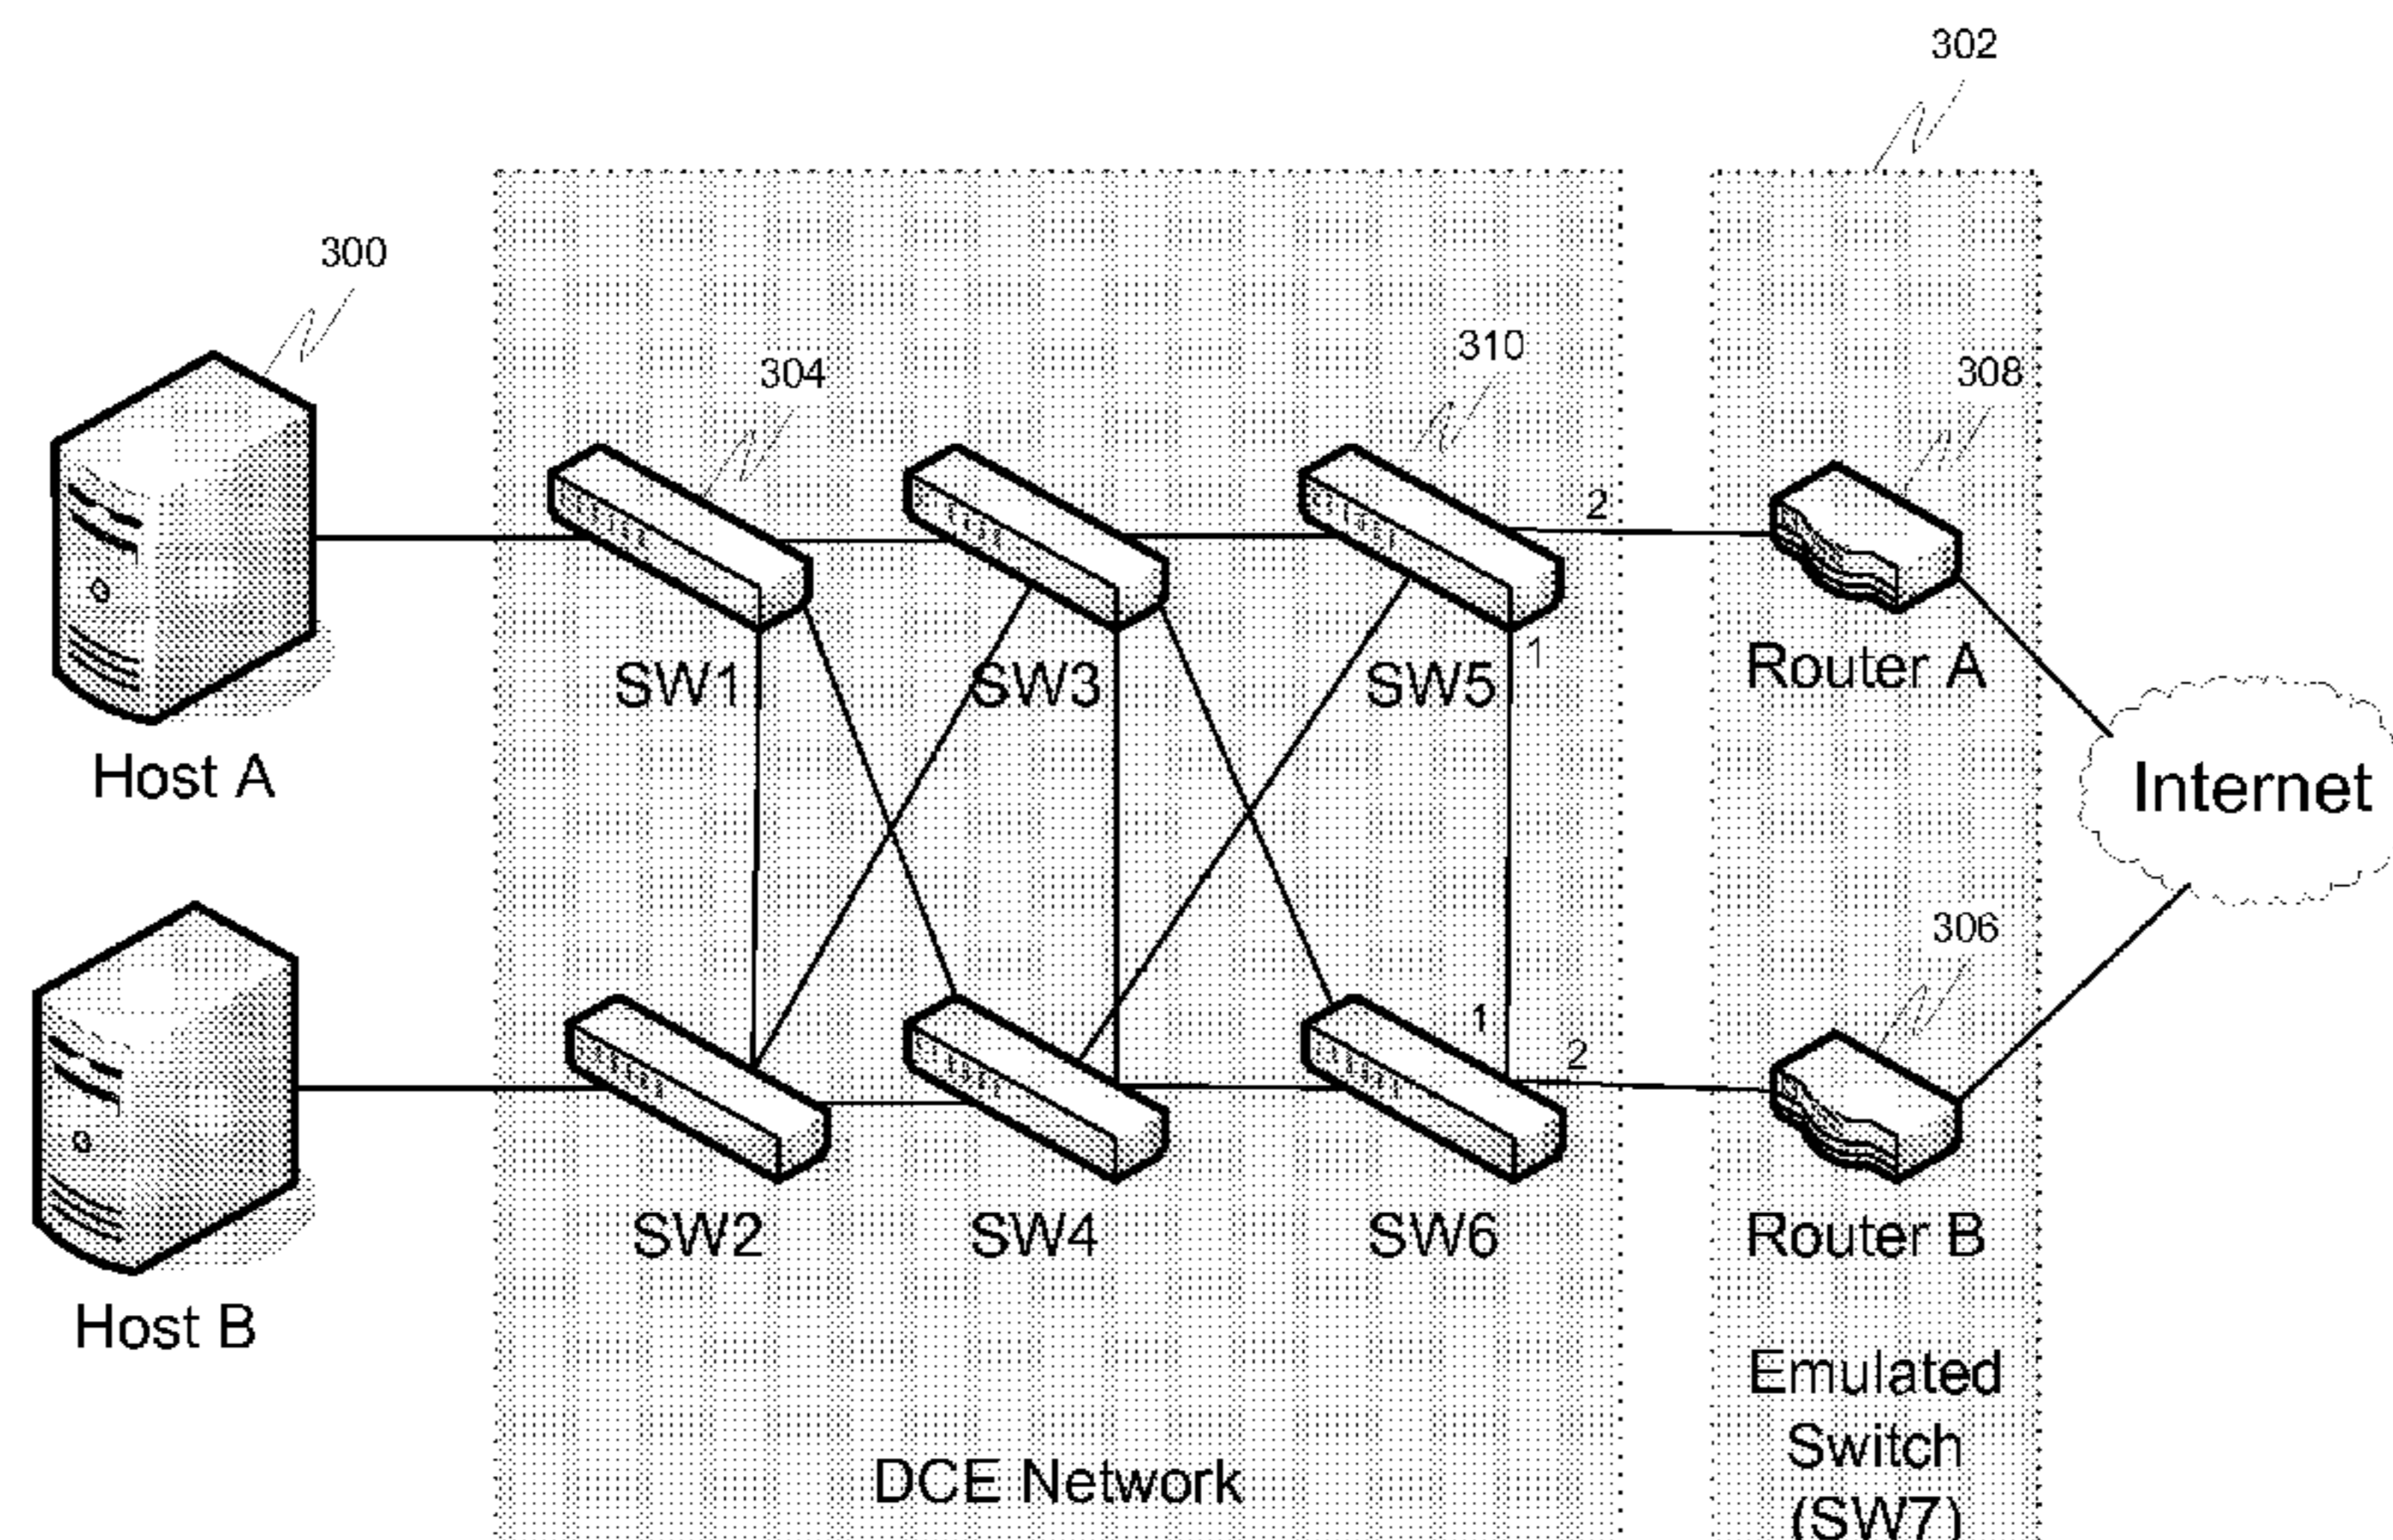 302
300
310
304
308
2
SW1
SW3
SW5
1
Router A
Host A
Internet
306
1
2
SW2
SW4
SW6
Router B
Host B
Emulated
Switch
(SW7)
DCE Network